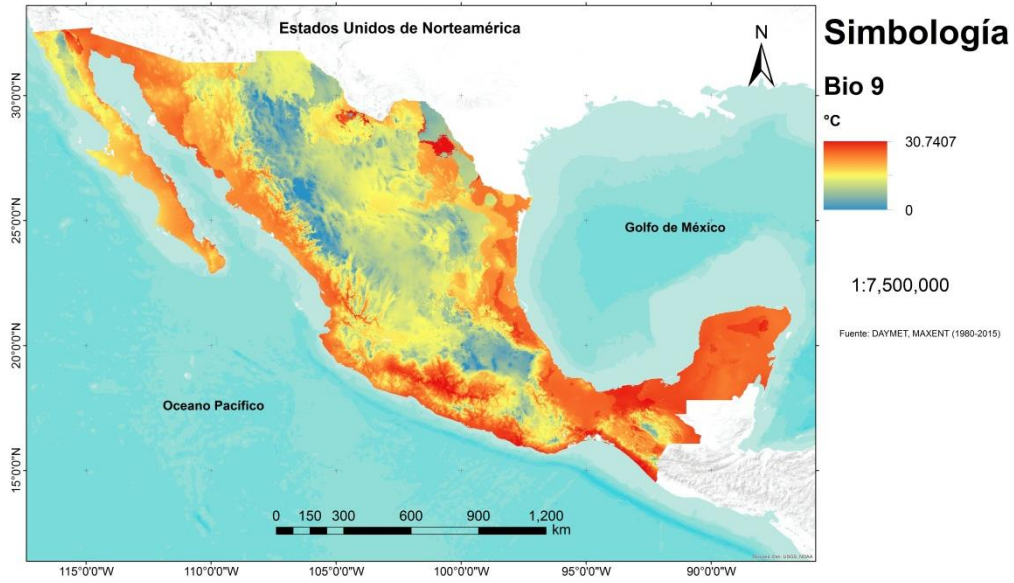 Estados Unidos de Norteamérica
N
Simbología
Bio 9
°C
30.7407
0
Golfo de México
1:7,500,000
Fuente: DAYMET, MAXENT (1980-2015)
Oceano Pacífico
0 150 300 600 900 1,200
km
30°0'0"N
25°0'0"N
20°0'0"N
15°0'0"N
115°0'0"W 110°0'0"W 105°0'0"W 100°0'0"W 95°0'0"W 90°0'0"W